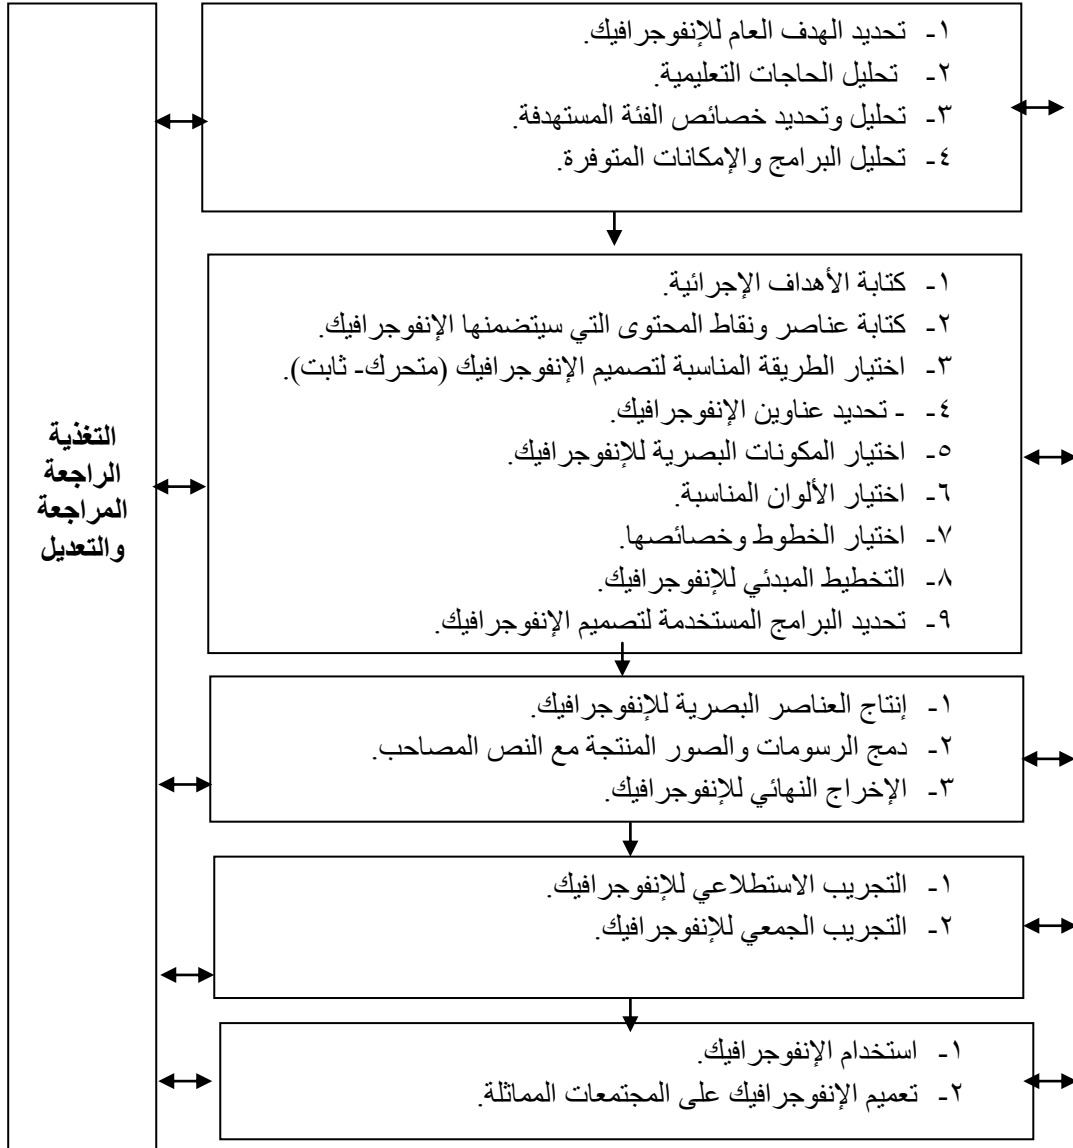 ١- تحديد الهدف العام للإنفوجرافيك.
٢- تحليل الحاجات التعليمية.
٣- تحليل وتحديد خصائص الفئة المستهدفة.
٤- تحليل البرامج والإمكانات المتوفرة.
١- كتابة الأهداف الإجرائية.
٢- كتابة عناصر ونقاط المحتوى التي سيتضمنها الإنفوجرافيك.
٣- اختيار الطريقة المناسبة لتصميم الإنفوجرافيك (متحرك- ثابت).
٤- - تحديد عناوين الإنفوجرافيك.
٥- اختيار المكونات البصرية للإنفوجرافيك.
٦- اختيار الألوان المناسبة.
٧- اختيار الخطوط وخصائصها.
٨- التخطيط المبدئي للإنفوجرافيك.
٩- تحديد البرامج المستخدمة لتصميم الإنفوجرافيك.
١- إنتاج العناصر البصرية للإنفوجرافيك.
٢- دمج الرسومات والصور المنتجة مع النص المصاحب.
٣- الإخراج النهائي للإنفوجرافيك.
١- التجريب الاستطلاعي للإنفوجرافيك.
٢- التجريب الجمعي للإنفوجرافيك.
١- استخدام الإنفوجرافيك.
٢- تعميم الإنفوجرافيك على المجتمعات المماثلة.
التغذية
الراجعة
المراجعة
والتعديل